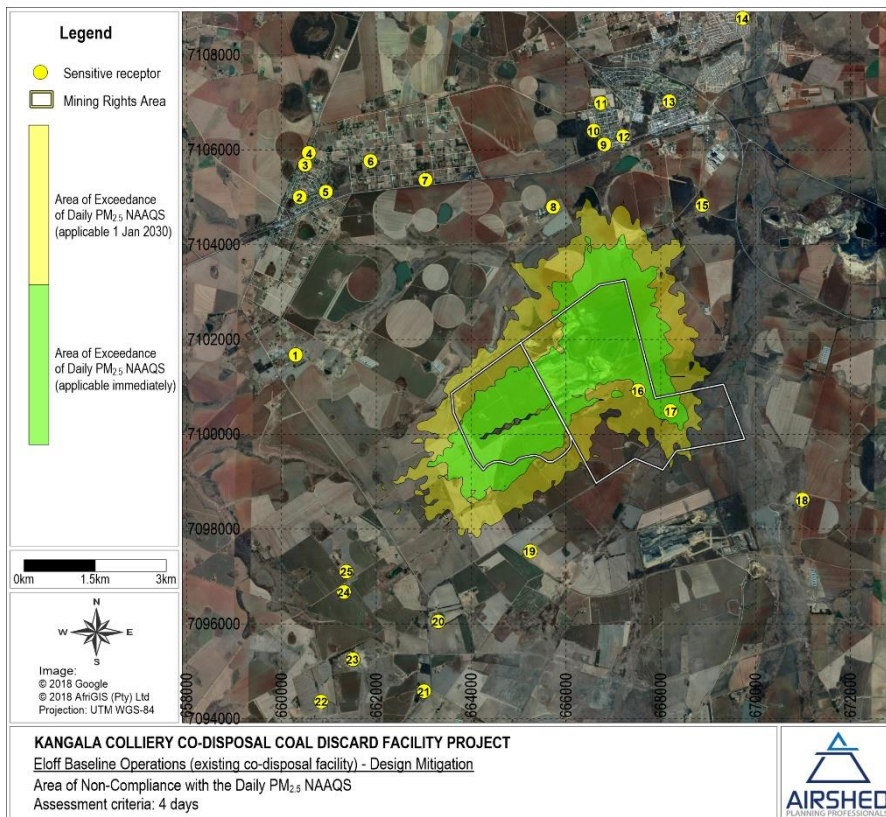 Legend
Sensitive receptor
Mining Rights Area
Area of Exceedance
of Daily PM2.5 NAAQS
(applicable 1 Jan 2030)
Area of Exceedance
of Daily PM2.5 NAAQS
(applicable immediately)
0km 1.5km 3km
N
W E
S
Image:
© 2018 Google
© 2018 AfriGIS (Pty) Ltd
Projection: UTM WGS-84
14
7108000
11 13
10
12
9
7106000
4
3
6
7
5
2
8
15
7104000
7102000
1
16
17
7100000
18
7098000
19
25
24
7096000
20
23
21
22
7094000
658000 660000 662000 664000 666000 668000 670000 672000
KANGALA COLLIERY CO-DISPOSAL COAL DISCARD FACILITY PROJECT
Eloff Baseline Operations (existing co-disposal facility) - Design Mitigation
Area of Non-Compliance with the Daily PM2.5 NAAQS
Assessment criteria: 4 days
AIRSHED
PLANNING PROFESSIONALS